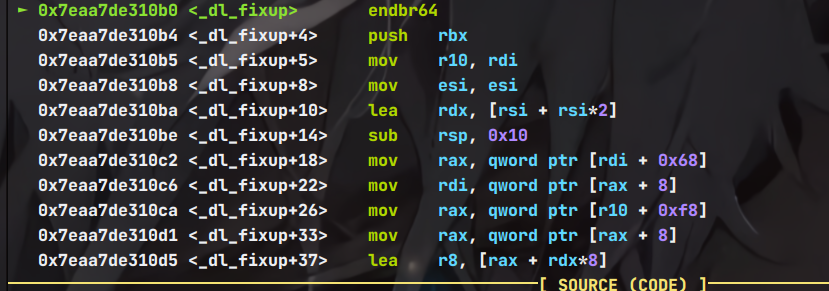 ► 0x7eaa7de310b0 <_dl_fixup> endbr64
0x7eaa7de310b4 <_dl_fixup+4> push rbx
0x7eaa7de310b5 <_dl_fixup+5> mov r10, rdi
0x7eaa7de310b8 <_dl_fixup+8> mov esi, esi
0x7eaa7de310ba <_dl_fixup+10> lea rdx, [rsi + rsi*2]
0x7eaa7de310be <_dl_fixup+14> sub rsp, 0x10
0x7eaa7de310c2 <_dl_fixup+18> mov rax, qword ptr [rdi + 0x68]
0x7eaa7de310c6 <_dl_fixup+22> mov rdi, qword ptr [rax + 8]
0x7eaa7de310ca <_dl_fixup+26> mov rax, qword ptr [r10 + 0xf8]
0x7eaa7de310d1 <_dl_fixup+33> mov rax, qword ptr [rax + 8]
0x7eaa7de310d5 <_dl_fixup+37> lea r8, [rax + rdx*8]
[ SOURCE (CODE) ]